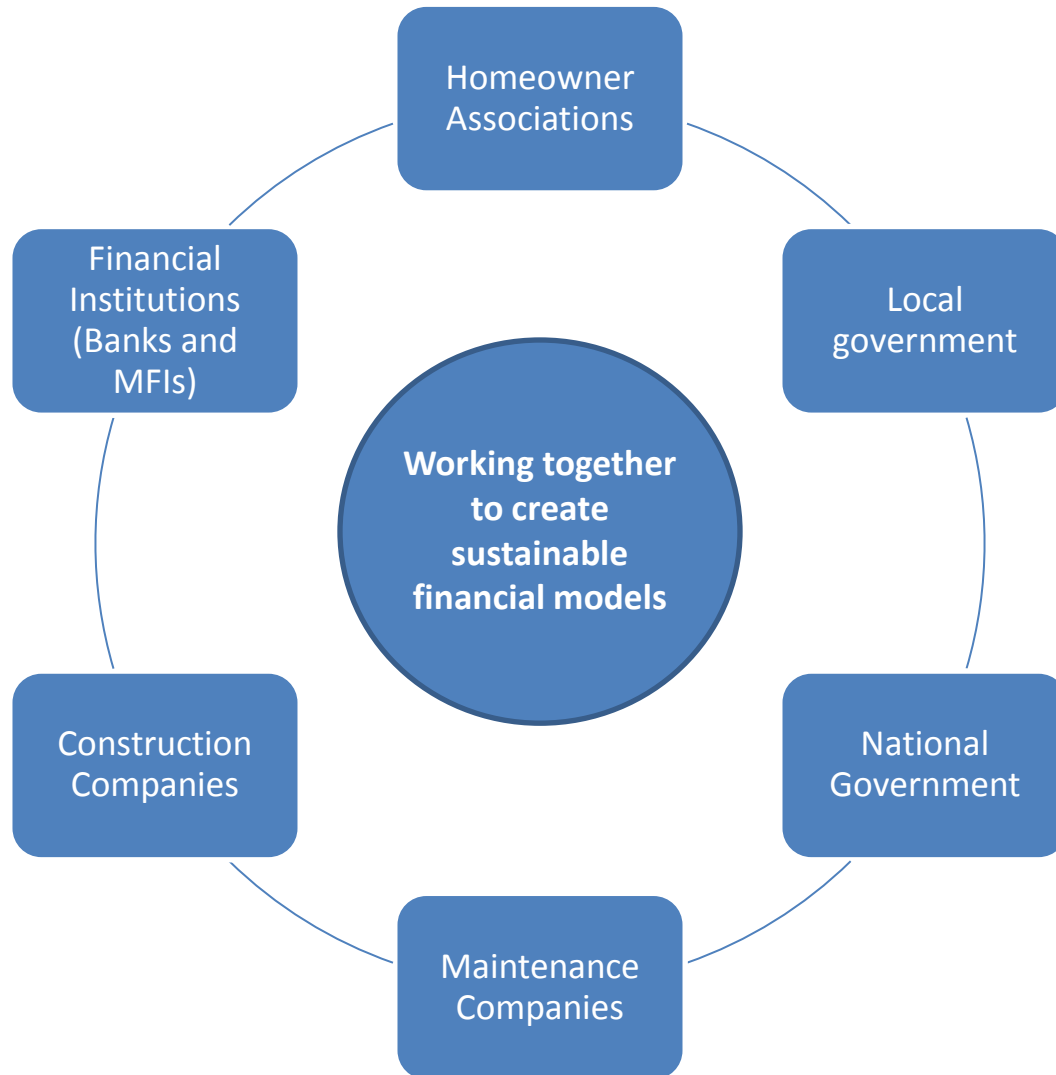 Homeowner
Associations
Local
government
National
Government
Maintenance
Companies
Construction
Companies
Financial
Institutions
(Banks and
MFIs)
Working together
to create
sustainable
financial models